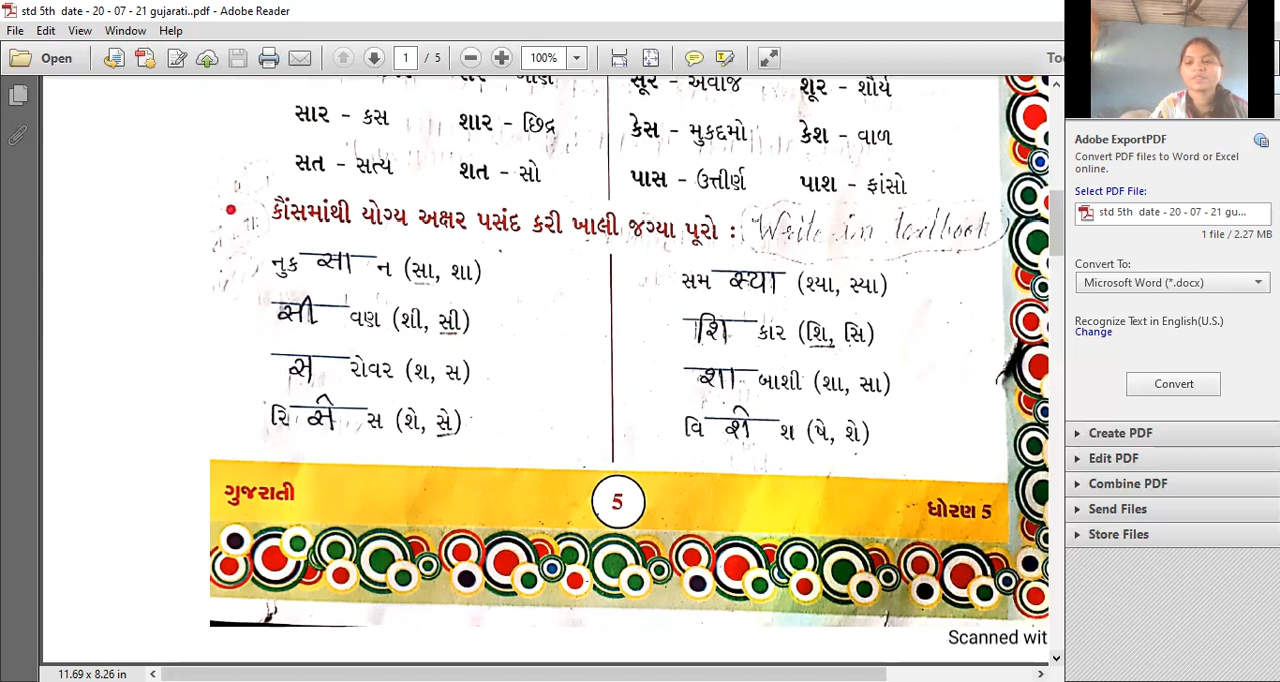 std 5th date - 20 - 07 - 21 gujarati..pdf - Adobe Reader
File Edit View Window Help
Open 1 / 5 100%
સૂર - અવાજ શૂર - શૌર્ય
સાર - કસ શાર - છિદ્ર કેસ - મુકદ્દમો કેશ - વાળ
સત - સત્ય શત - સો પાસ - ઉત્તીર્ણ પાશ - ફાંસો
કૌંસમાંથી યોગ્ય અક્ષર પસંદ કરી ખાલી જગ્યા પૂરો : Write in textbook
નુક સા ન (સા, શા) સમ સ્યા (શ્યા, સ્યા)
સી વણ (શી, સી) શિ કાર (શિ, સિ)
સ રોવર (શ, સ) શા બાશી (શા, સા)
રિ સે સ (શે, સે) વિ શે શ (ષે, શે)
ગુજરાતી 5 ધોરણ 5
Scanned wit
11.69 x 8.26 in
Adobe ExportPDF
Convert PDF files to Word or Excel
online.
Select PDF File:
std 5th date - 20 - 07 - 21 gu...
1 file / 2.27 MB
Convert To:
Microsoft Word (*.docx)
Recognize Text in English(U.S.)
Change
Convert
Create PDF
Edit PDF
Combine PDF
Send Files
Store Files